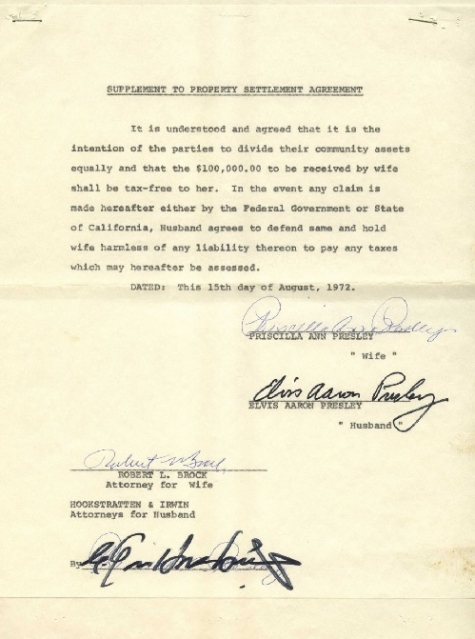 SUPPLEMENT TO PROPERTY SETTLEMENT AGREEMENT
It is understood and agreed that it is the
intention of the parties to divide their community assets
equally and that the $100,000.00 to be received by wife
shall be tax-free to her. In the event any claim is
made hereafter either by the Federal Government or State
of California, Husband agrees to defend same and hold
wife harmless of any liability thereon to pay any taxes
which may hereafter be assessed.
DATED: This 15th day of August, 1972.
Priscilla Ann Presley
PRISCILLA ANN PRESLEY
" Wife "
Elvis Aaron Presley
ELVIS AARON PRESLEY
" Husband "
Robert L. Brock
ROBERT L. BROCK
Attorney for Wife
HOOKSTRATTEN & IRWIN
Attorneys for Husband
By